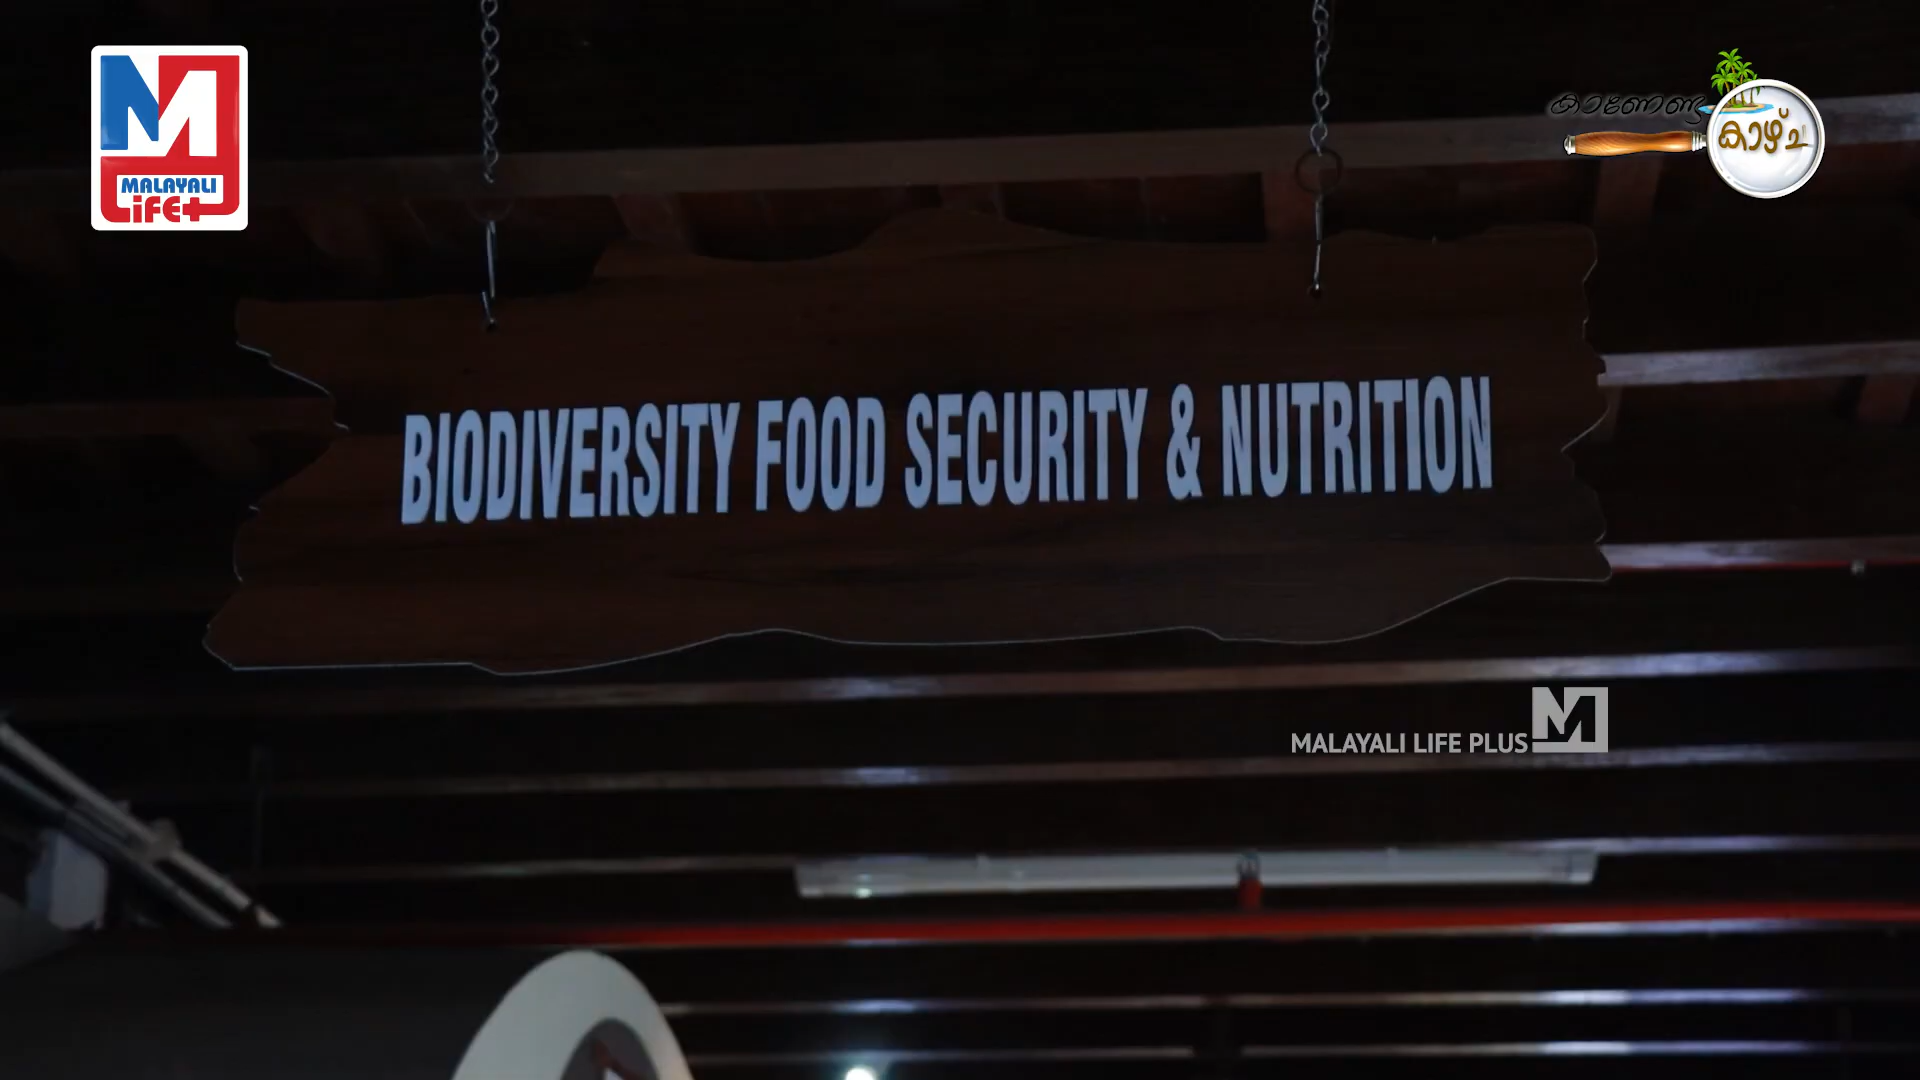 MALAYALI
LiFE+
കാണേണ്ട
കാഴ്ച
BIODIVERSITY FOOD SECURITY & NUTRITION
MALAYALI LIFE PLUS M